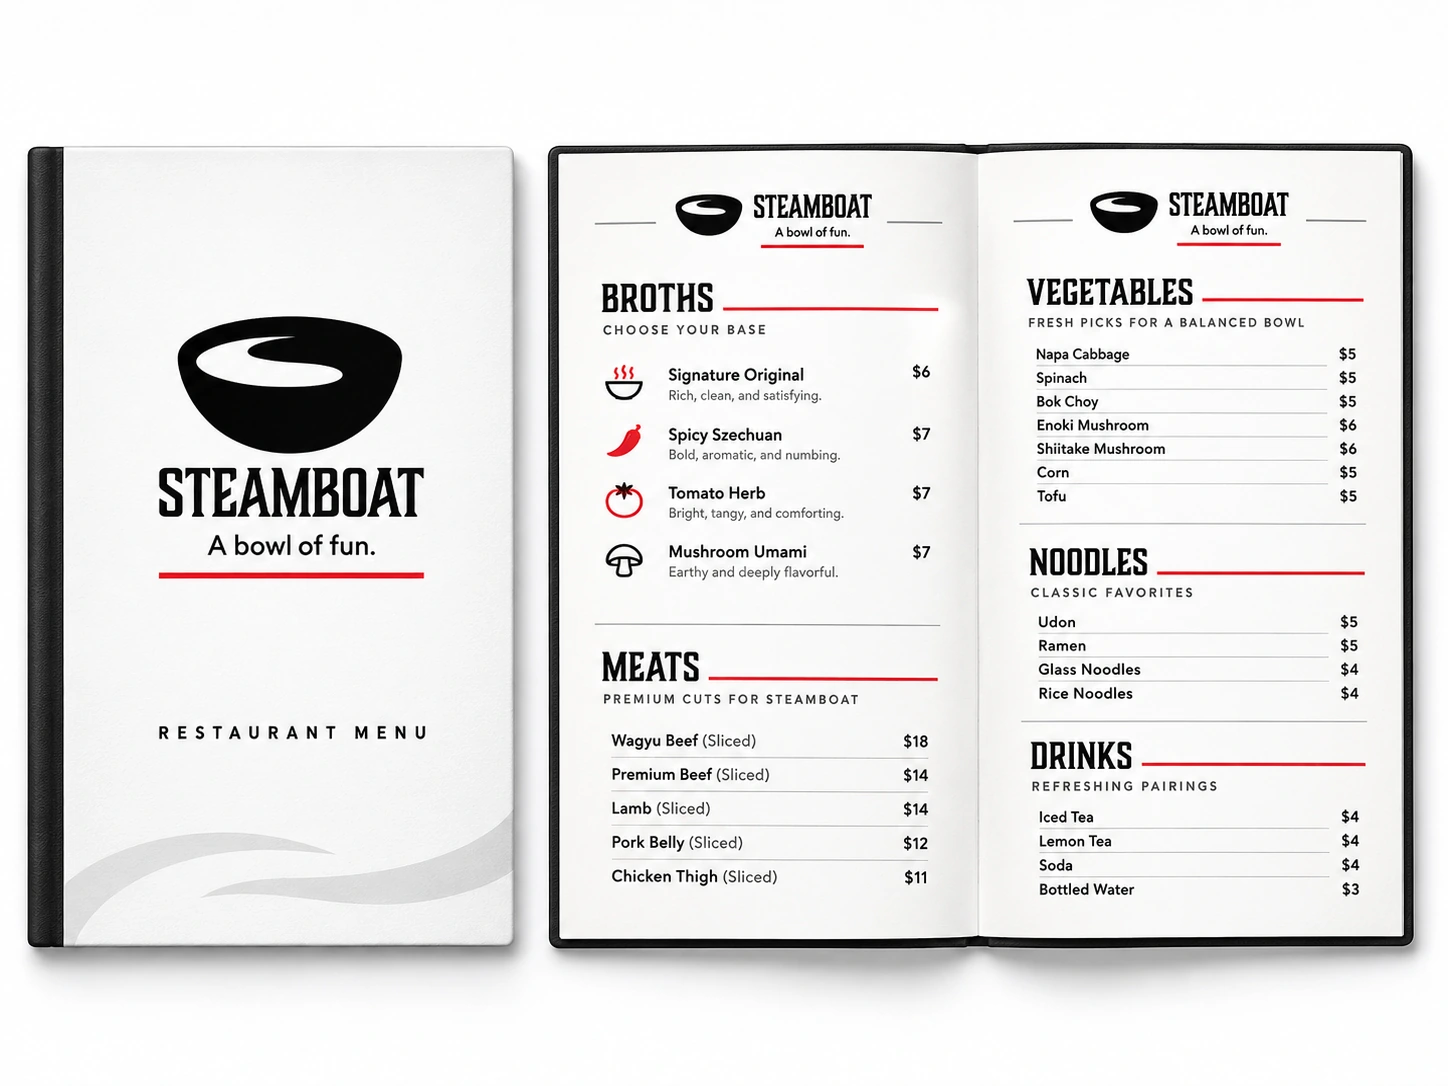 STEAMBOAT
A bowl of fun.
RESTAURANT MENU
STEAMBOAT
A bowl of fun.
BROTHS
CHOOSE YOUR BASE
Signature Original $6
Rich, clean, and satisfying.
Spicy Szechuan $7
Bold, aromatic, and numbing.
Tomato Herb $7
Bright, tangy, and comforting.
Mushroom Umami $7
Earthy and deeply flavorful.
MEATS
PREMIUM CUTS FOR STEAMBOAT
Wagyu Beef (Sliced) $18
Premium Beef (Sliced) $14
Lamb (Sliced) $14
Pork Belly (Sliced) $12
Chicken Thigh (Sliced) $11
STEAMBOAT
A bowl of fun.
VEGETABLES
FRESH PICKS FOR A BALANCED BOWL
Napa Cabbage $5
Spinach $5
Bok Choy $5
Enoki Mushroom $6
Shiitake Mushroom $6
Corn $5
Tofu $5
NOODLES
CLASSIC FAVORITES
Udon $5
Ramen $5
Glass Noodles $4
Rice Noodles $4
DRINKS
REFRESHING PAIRINGS
Iced Tea $4
Lemon Tea $4
Soda $4
Bottled Water $3